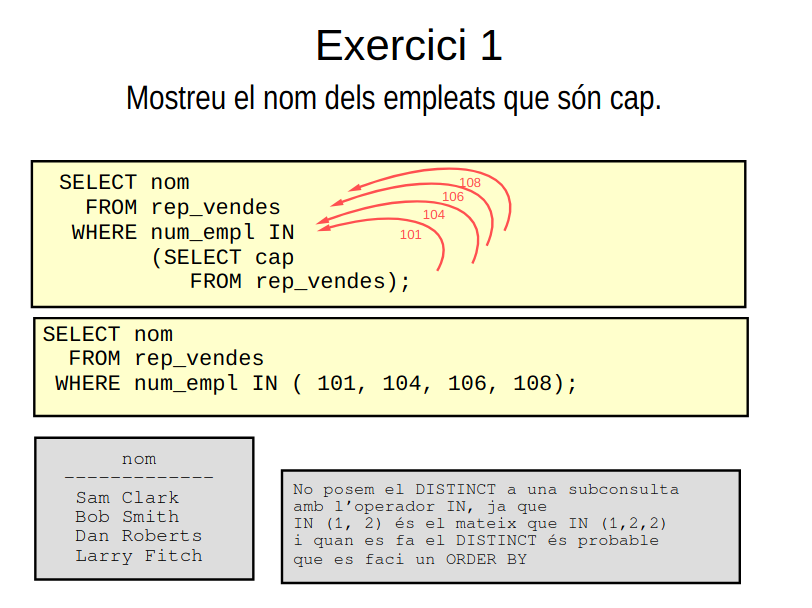 Exercici 1
Mostreu el nom dels empleats que són cap.
SELECT nom
FROM rep_vendes
WHERE num_empl IN
(SELECT cap
FROM rep_vendes);
108
106
104
101
SELECT nom
FROM rep_vendes
WHERE num_empl IN ( 101, 104, 106, 108);
nom
-------------
Sam Clark
Bob Smith
Dan Roberts
Larry Fitch
No posem el DISTINCT a una subconsulta
amb l’operador IN, ja que
IN (1, 2) és el mateix que IN (1,2,2)
i quan es fa el DISTINCT és probable
que es faci un ORDER BY